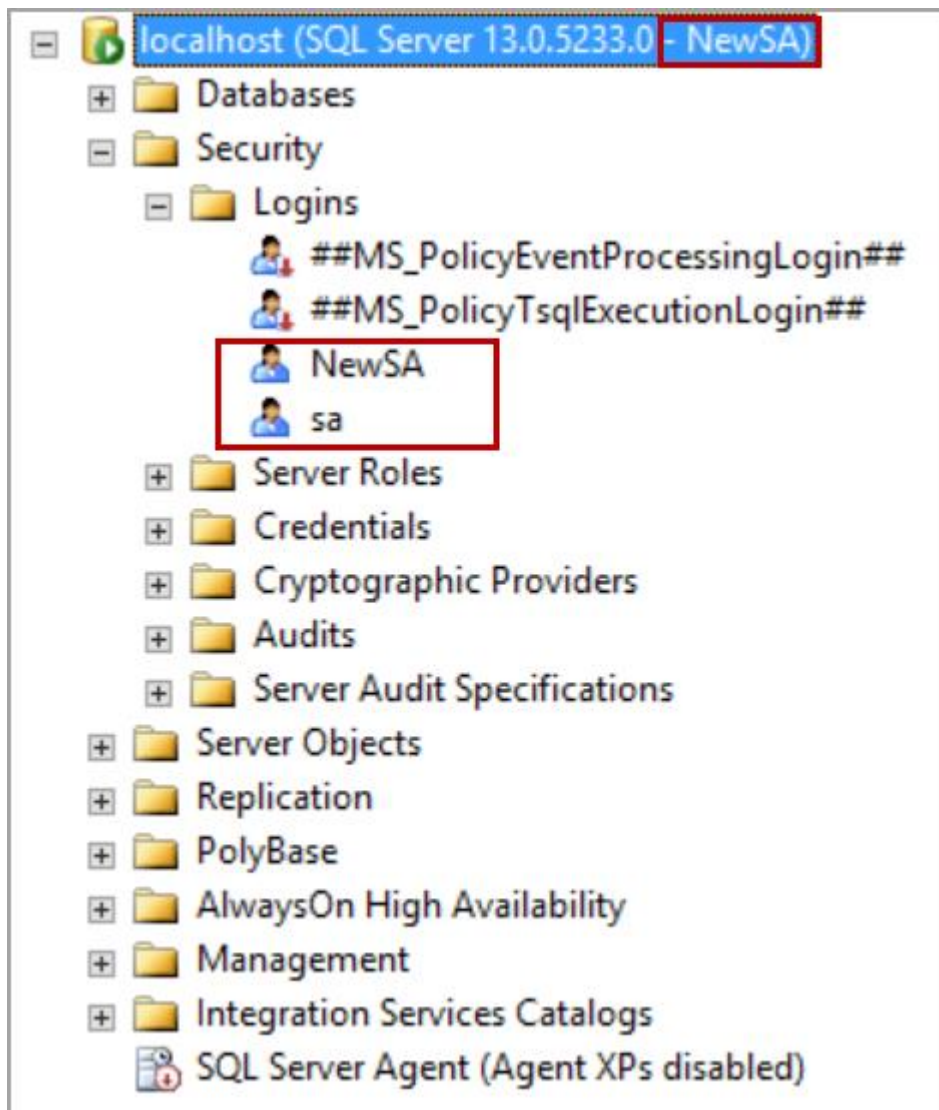 localhost (SQL Server 13.0.5233.0 - NewSA)
Databases
Security
Logins
##MS_PolicyEventProcessingLogin##
##MS_PolicyTsqlExecutionLogin##
NewSA
sa
Server Roles
Credentials
Cryptographic Providers
Audits
Server Audit Specifications
Server Objects
Replication
PolyBase
AlwaysOn High Availability
Management
Integration Services Catalogs
SQL Server Agent (Agent XPs disabled)